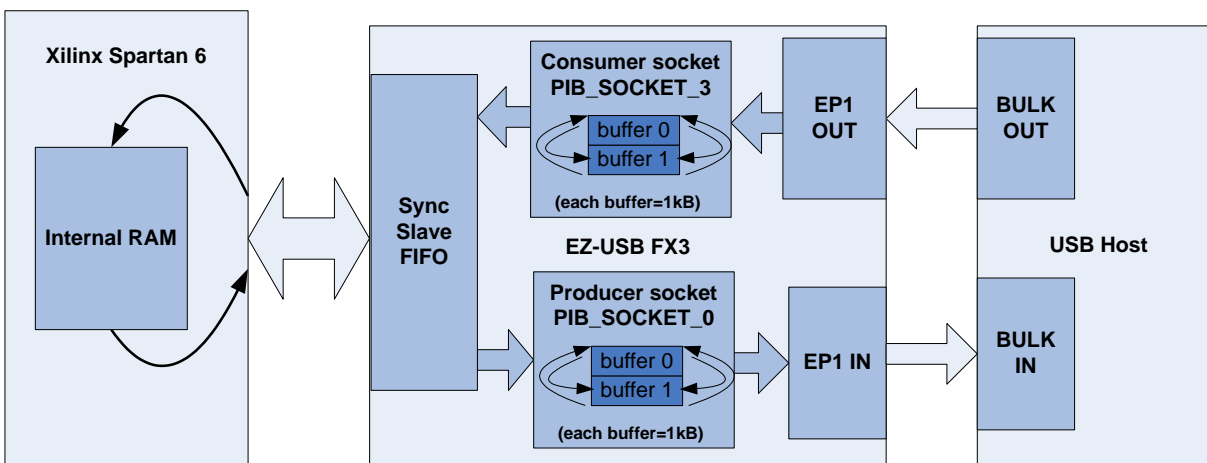 Xilinx Spartan 6
Internal RAM
Sync
Slave
FIFO
Consumer socket
PIB_SOCKET_3
buffer 0
buffer 1
(each buffer=1kB)
EP1
OUT
BULK
OUT
EZ-USB FX3
USB Host
Producer socket
PIB_SOCKET_0
buffer 0
buffer 1
(each buffer=1kB)
EP1 IN
BULK
IN